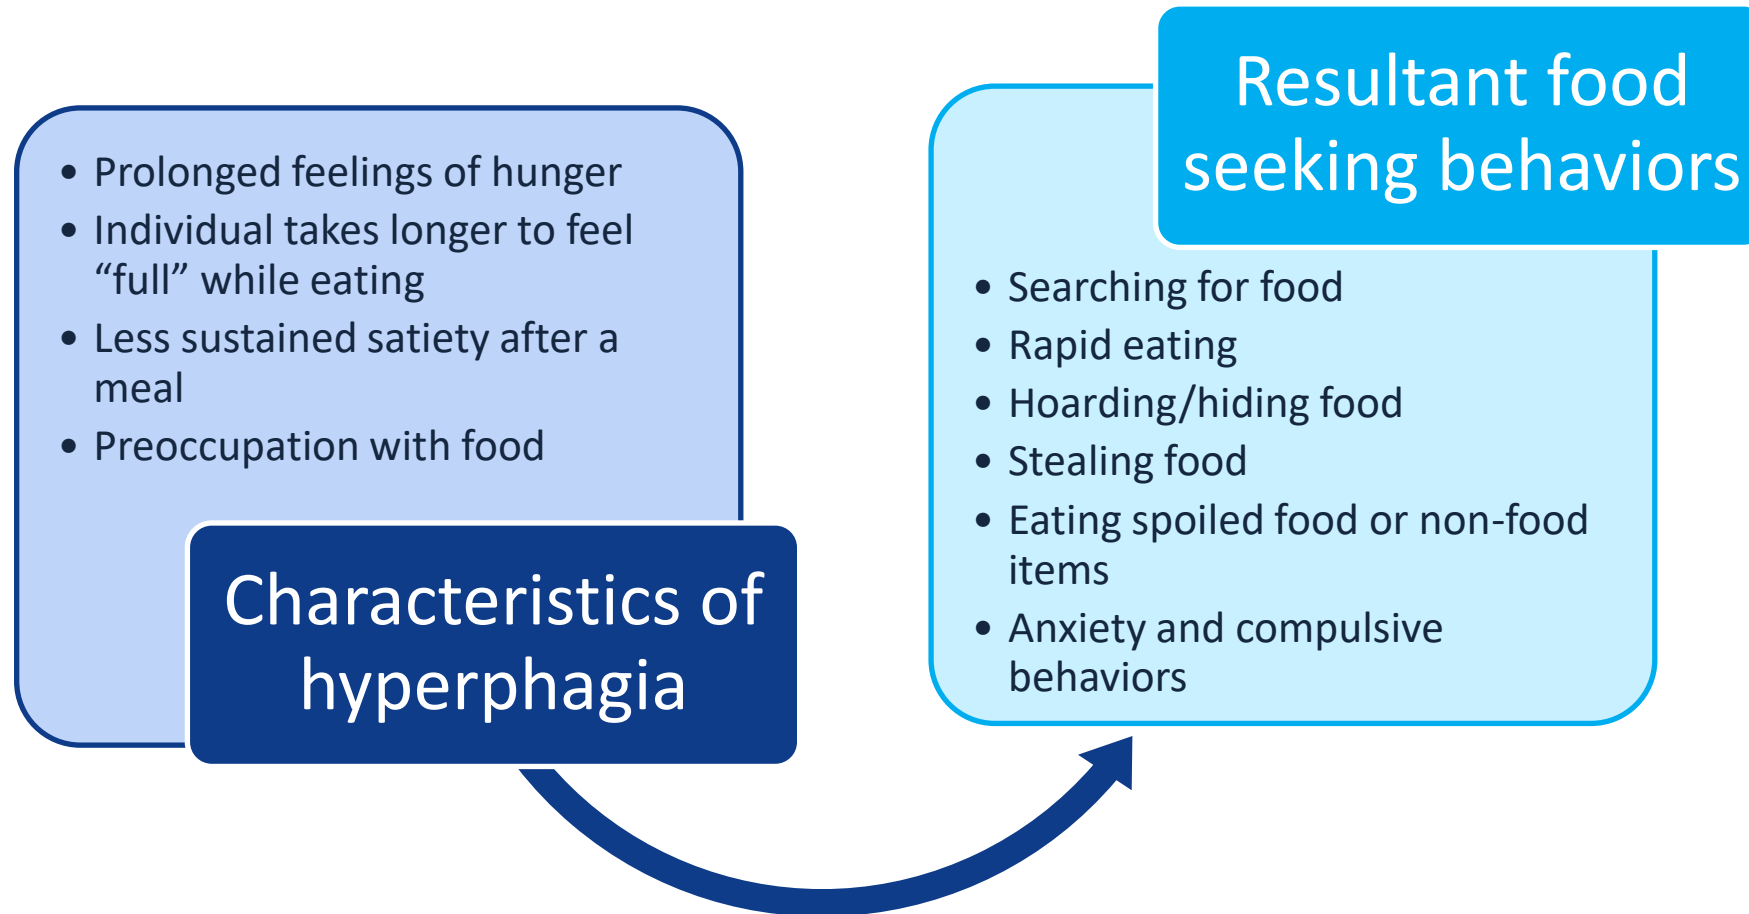 • Prolonged feelings of hunger
• Individual takes longer to feel
“full” while eating
• Less sustained satiety after a
meal
• Preoccupation with food
Characteristics of
hyperphagia
Resultant food
seeking behaviors
• Searching for food
• Rapid eating
• Hoarding/hiding food
• Stealing food
• Eating spoiled food or non-food
items
• Anxiety and compulsive
behaviors